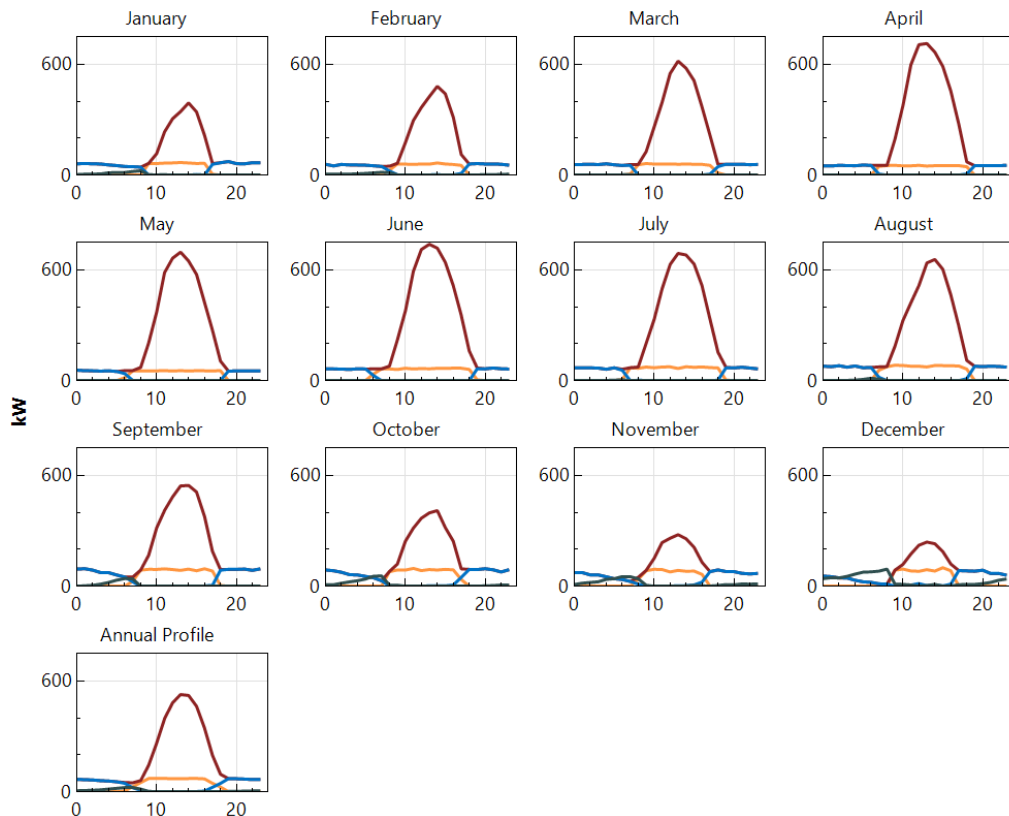 January February March April
600 600 600 600
0 0 0 0
0 10 20 0 10 20 0 10 20 0 10 20
May June July August
600 600 600 600
0 0 0 0
0 10 20 0 10 20 0 10 20 0 10 20
kW
September October November December
600 600 600 600
0 0 0 0
0 10 20 0 10 20 0 10 20 0 10 20
Annual Profile
600
0
0 10 20